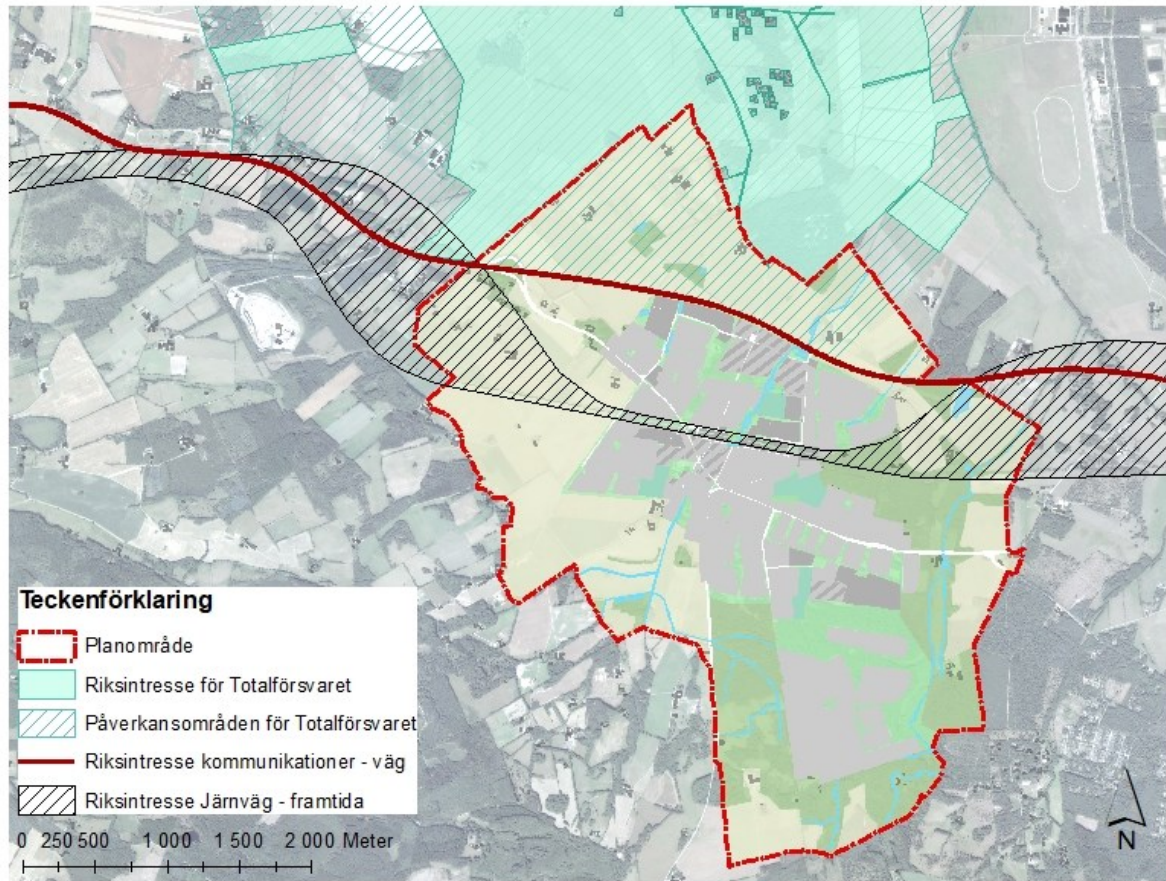 Teckenförklaring
Planområde
Riksintresse för Totalförsvaret
Påverkansområden för Totalförsvaret
Riksintresse kommunikationer - väg
Riksintresse Järnväg - framtida
0 250 500 1 000 1 500 2 000 Meter
N